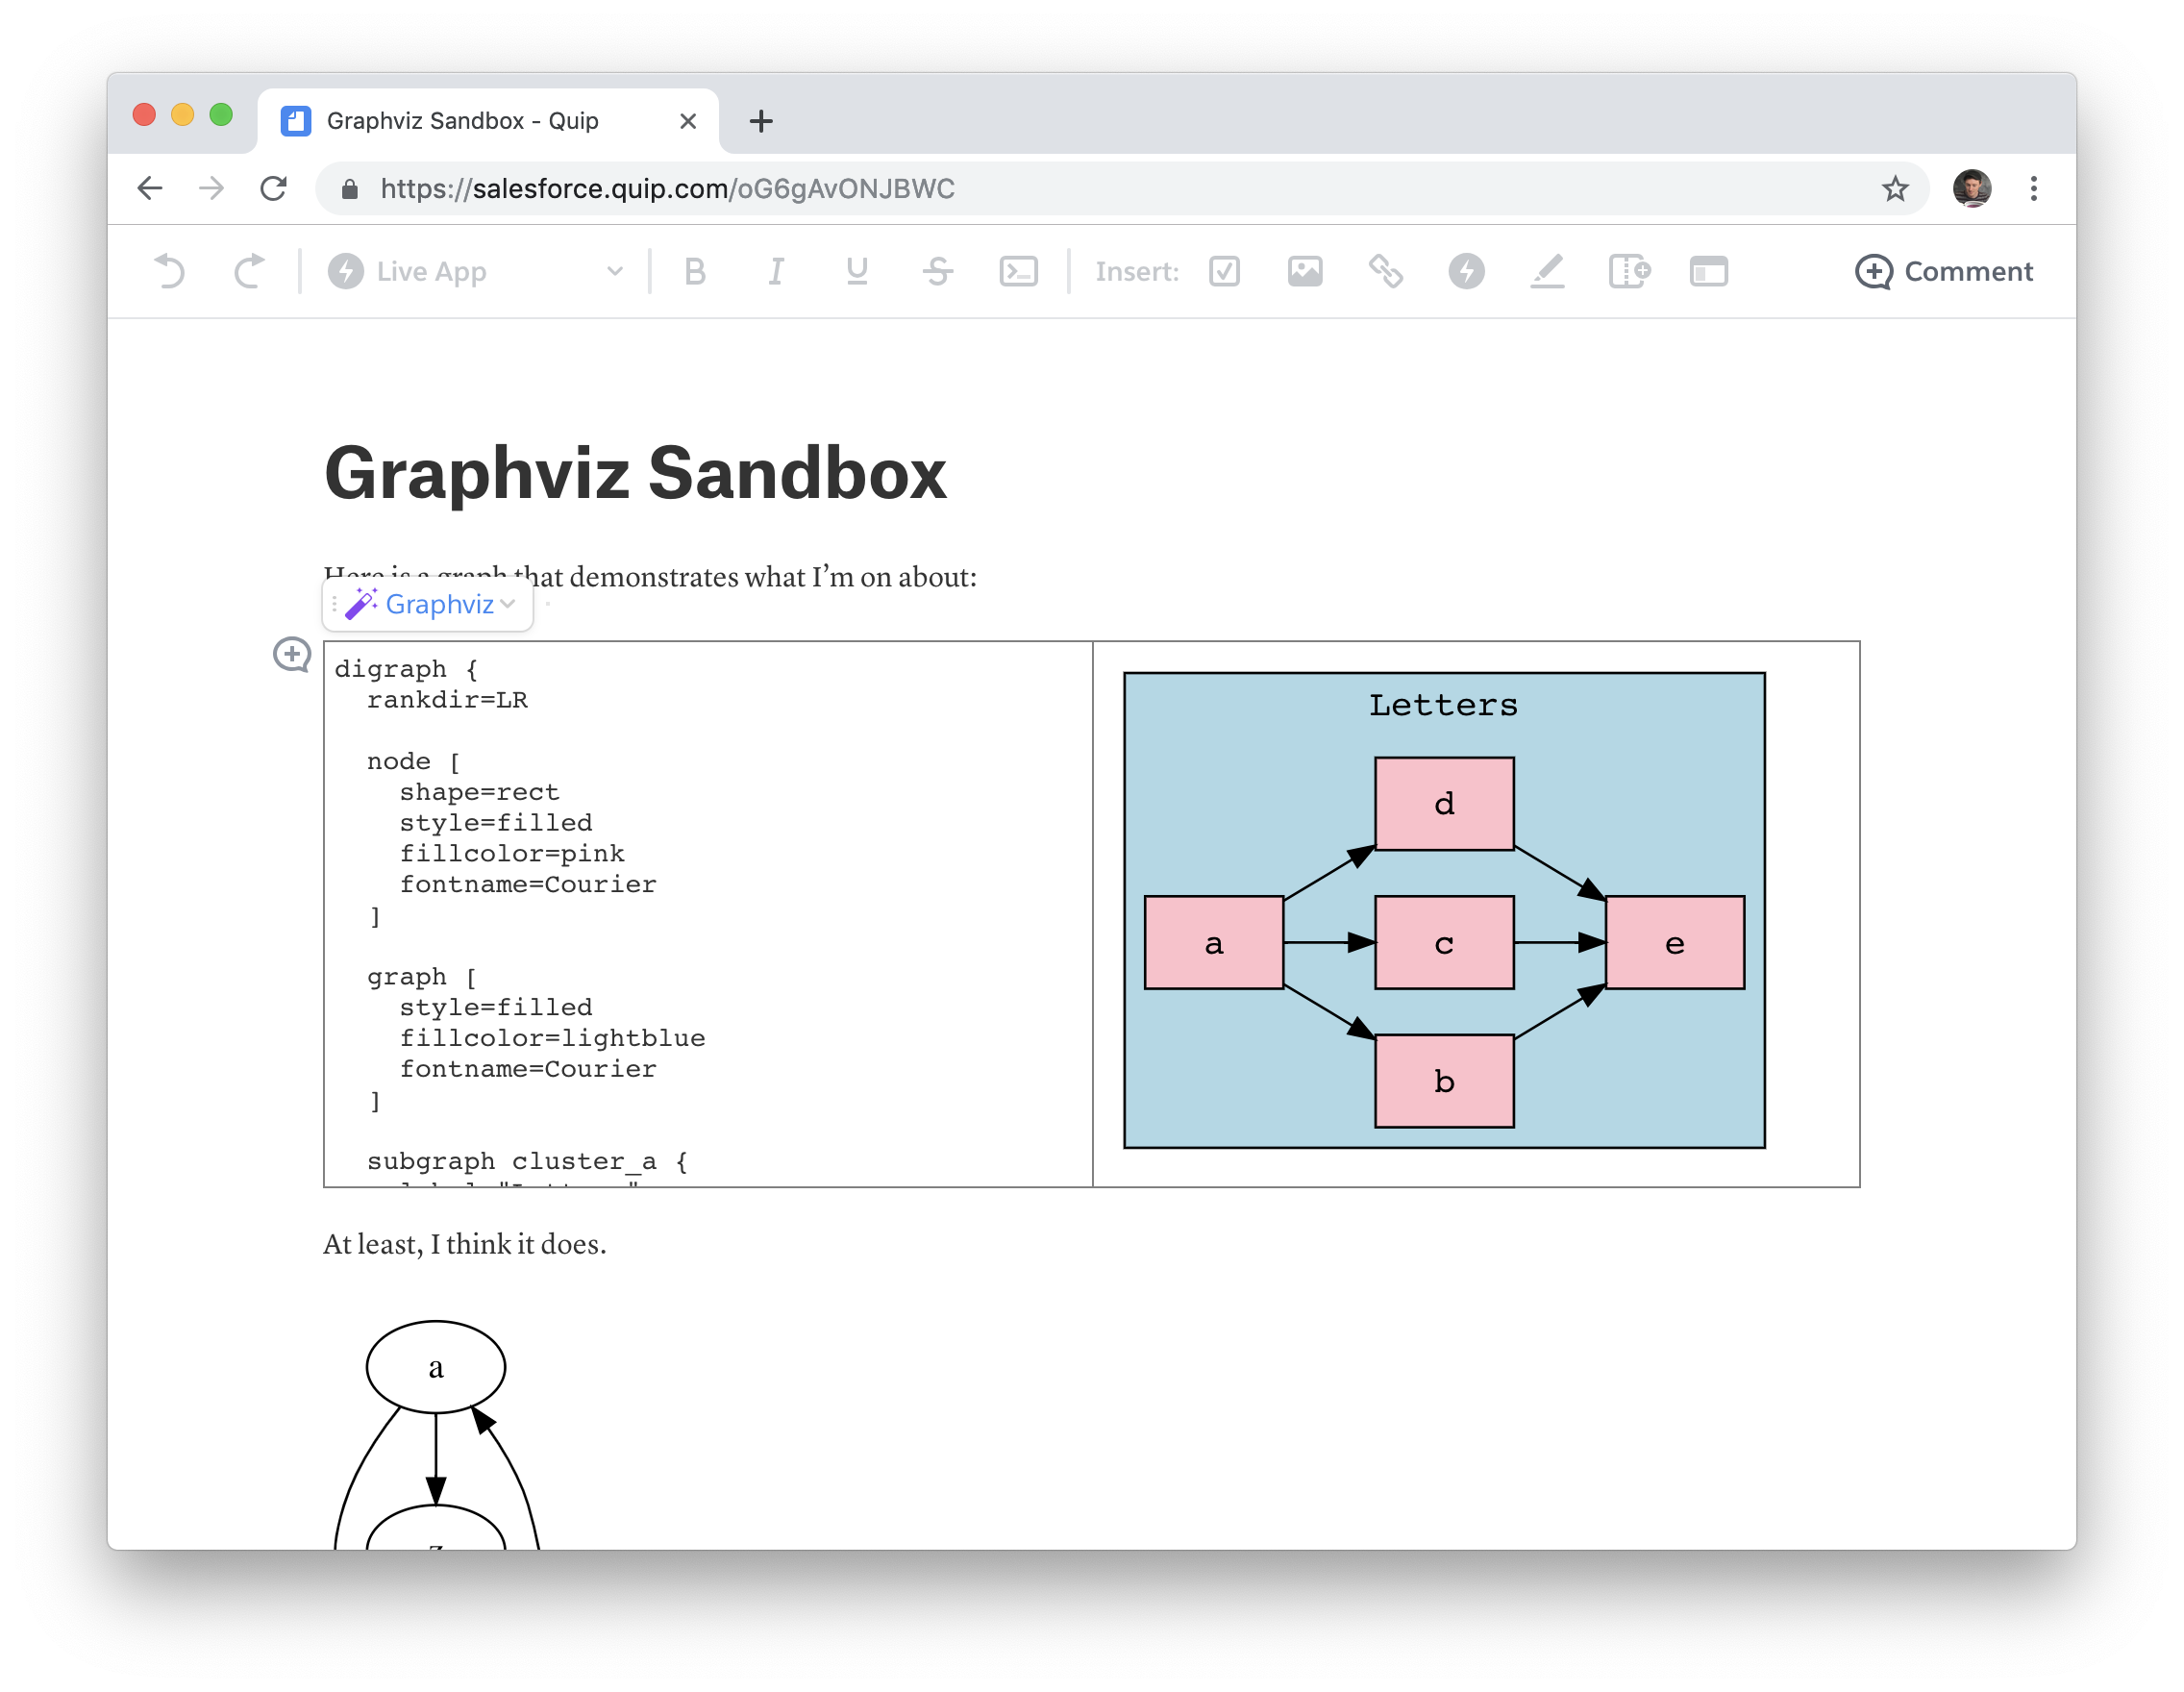 Graphviz Sandbox - Quip
https://salesforce.quip.com/oG6gAvONJBWC
Live App
B I U S
Insert:
Comment
Graphviz Sandbox
Here is a graph that demonstrates what I’m on about:
Graphviz
digraph {
  rankdir=LR

  node [
    shape=rect
    style=filled
    fillcolor=pink
    fontname=Courier
  ]

  graph [
    style=filled
    fillcolor=lightblue
    fontname=Courier
  ]

  subgraph cluster_a {
Letters
d
a
c
e
b
At least, I think it does.
a